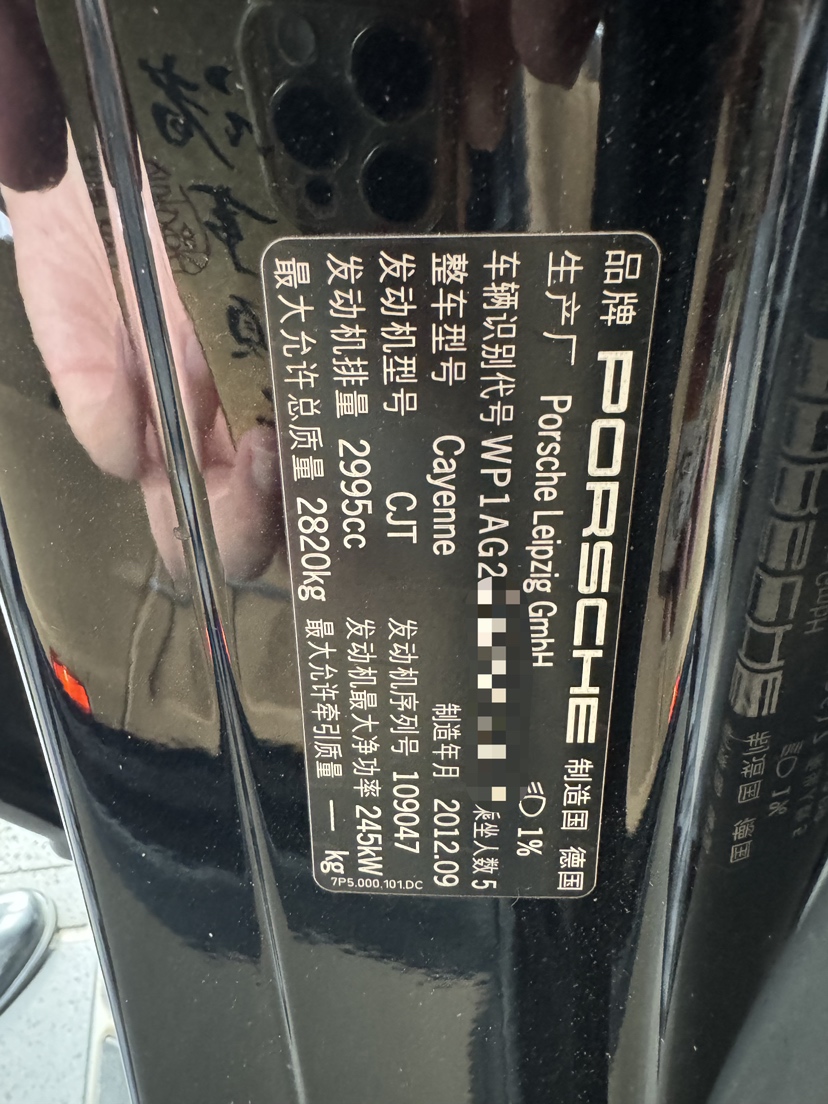 品牌 PORSCHE 制造国 德国
生产厂 Porsche Leipzig GmbH 1%
车辆识别代号 WP1AG2 乘坐人数 5
整车型号 Cayenne 制造年月 2012.09
发动机型号 CJT 发动机序列号 109047
发动机排量 2995cc 发动机最大净功率 245kW
最大允许总质量 2820kg 最大允许牵引质量 — kg
7P5.000.101.DC